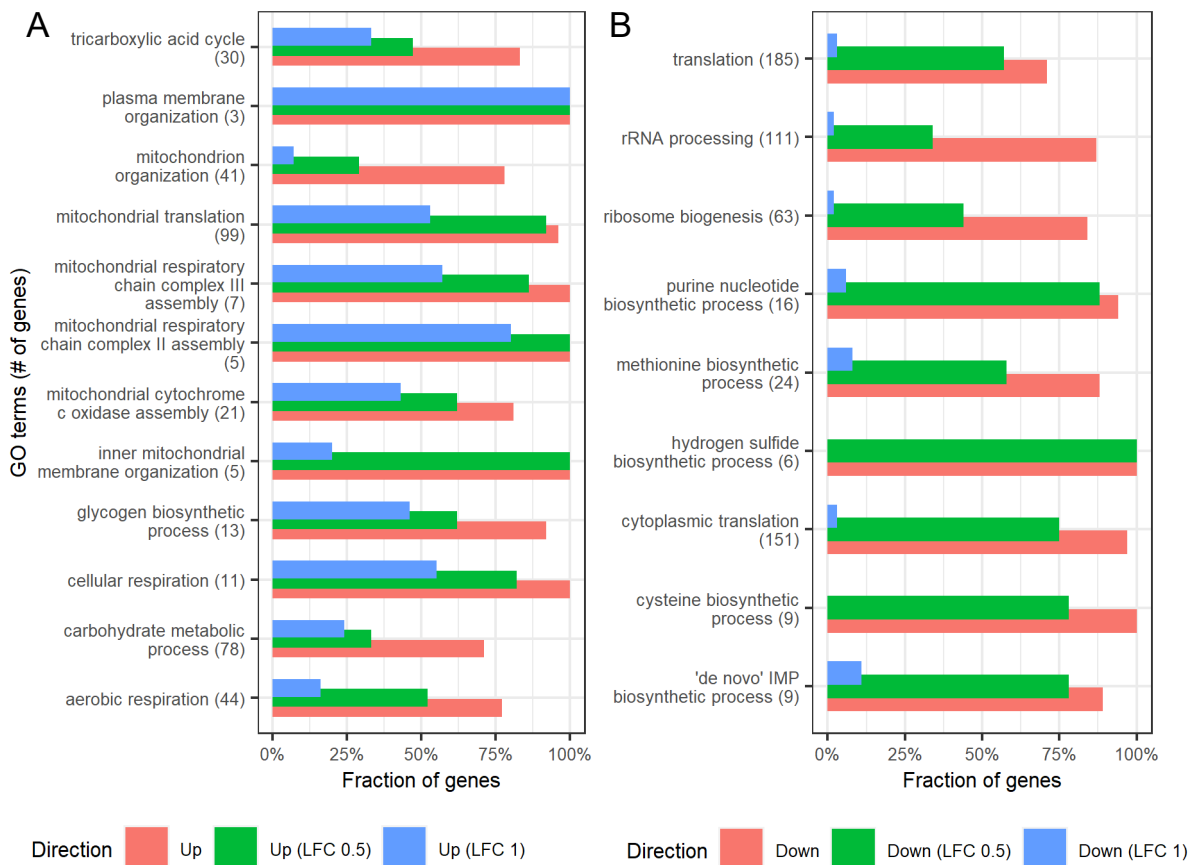 A
GO terms (# of genes)
tricarboxylic acid cycle
(30)
plasma membrane
organization (3)
mitochondrion
organization (41)
mitochondrial translation
(99)
mitochondrial respiratory
chain complex III
assembly (7)
mitochondrial respiratory
chain complex II assembly
(5)
mitochondrial cytochrome
c oxidase assembly (21)
inner mitochondrial
membrane organization (5)
glycogen biosynthetic
process (13)
cellular respiration (11)
carbohydrate metabolic
process (78)
aerobic respiration (44)
0% 25% 50% 75% 100%
Fraction of genes
Direction Up Up (LFC 0.5) Up (LFC 1)
B
translation (185)
rRNA processing (111)
ribosome biogenesis (63)
purine nucleotide
biosynthetic process (16)
methionine biosynthetic
process (24)
hydrogen sulfide
biosynthetic process (6)
cytoplasmic translation
(151)
cysteine biosynthetic
process (9)
'de novo' IMP
biosynthetic process (9)
0% 25% 50% 75% 100%
Fraction of genes
Direction Down Down (LFC 0.5) Down (LFC 1)